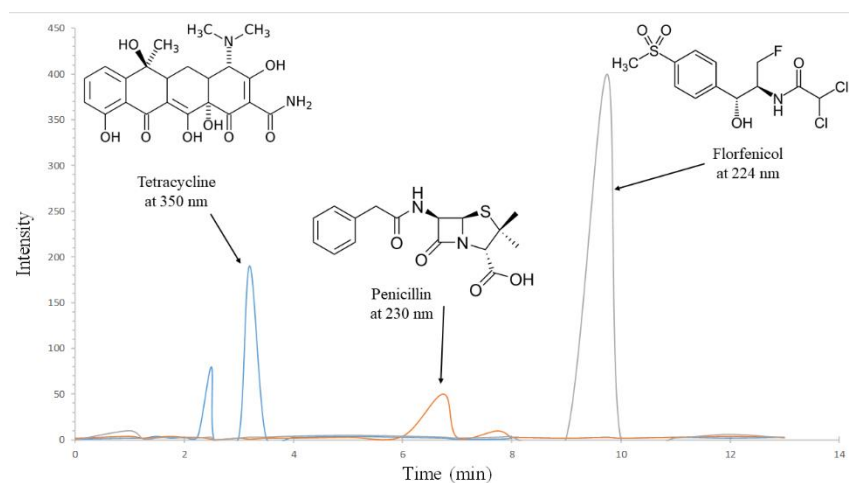 450
400
350
300
250
200
150
100
50
0
Intensity
0 2 4 6 8 10 12 14
Time (min)
HO CH₃
H₃C N CH₃
OH
NH₂
OH O OH OH O O
Tetracycline
at 350 nm
H
N S
O
O N
O OH
Penicillin
at 230 nm
O O
S
H₃C
F
O
N
H
Cl
OH Cl
Florfenicol
at 224 nm